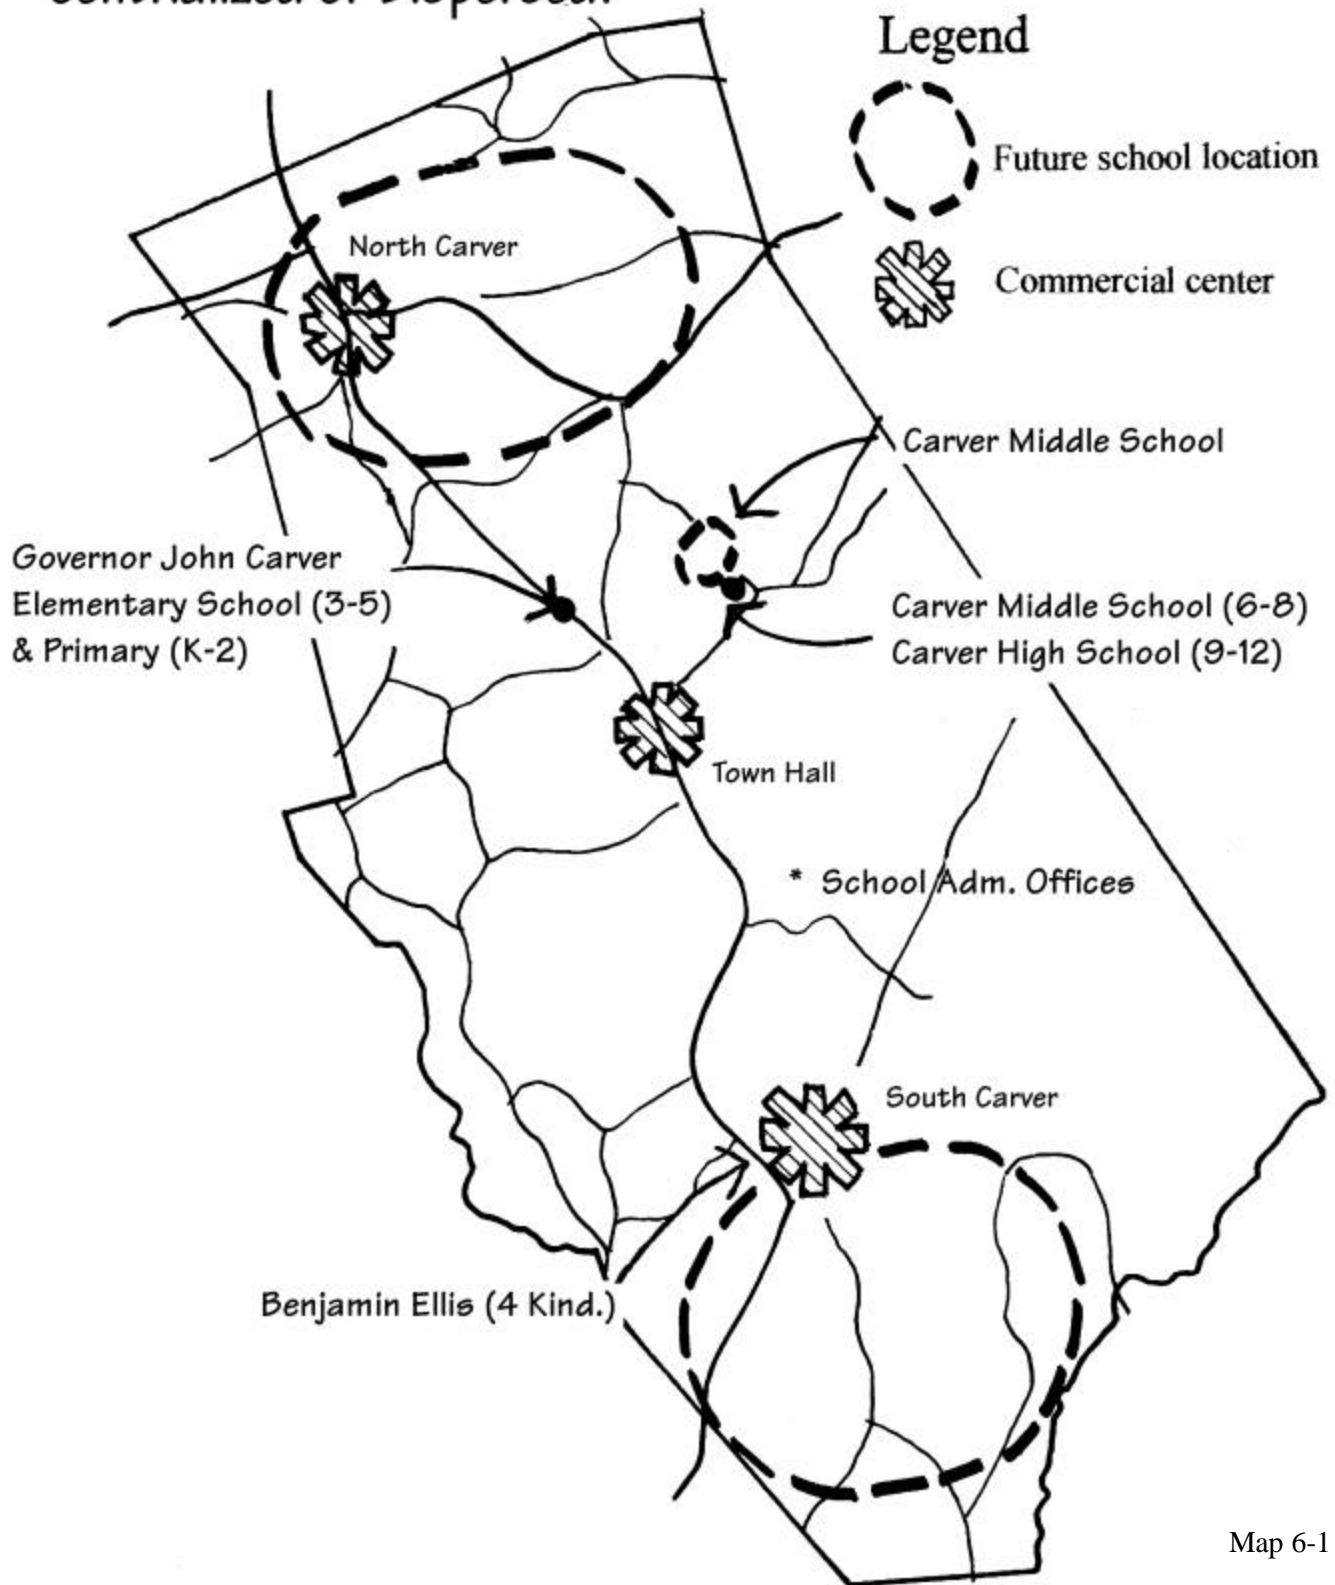 Legend
Future school location
North Carver
Commercial center
Carver Middle School
Governor John Carver
Elementary School (3-5)
& Primary (K-2)
Carver Middle School (6-8)
Carver High School (9-12)
Town Hall
* School Adm. Offices
South Carver
Benjamin Ellis (4 Kind.)
Map 6-1